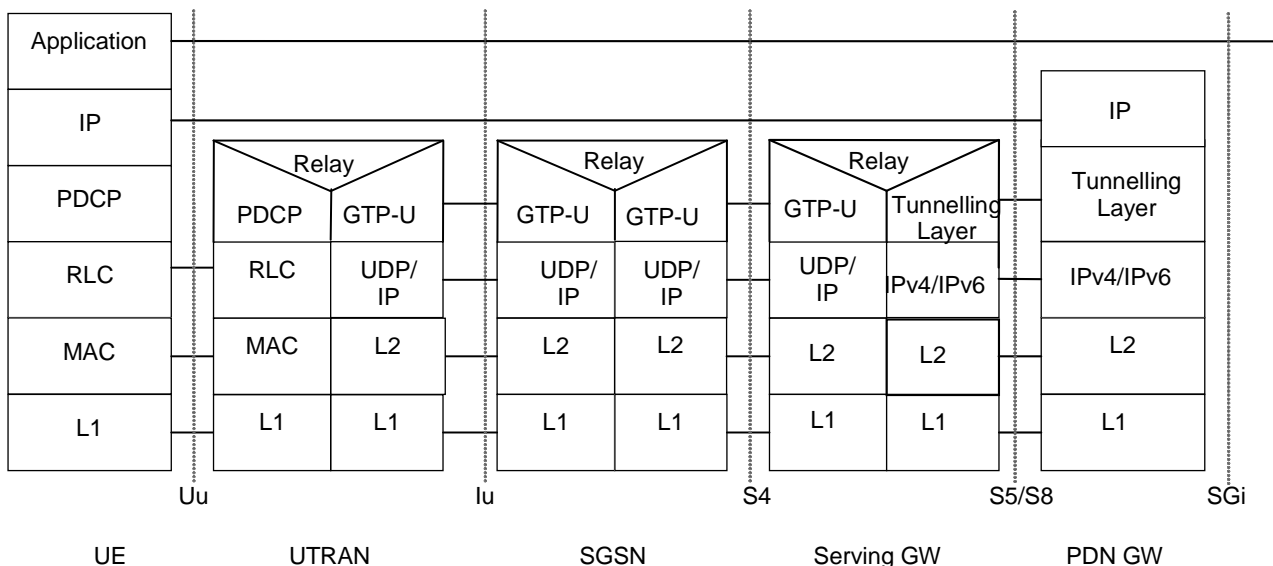 Application
IP
PDCP
RLC
MAC
L1
Relay
PDCP
GTP-U
RLC
UDP/
IP
MAC
L2
L1
L1
Relay
GTP-U
GTP-U
UDP/
IP
UDP/
IP
L2
L2
L1
L1
Relay
GTP-U
Tunnelling
Layer
UDP/
IP
IPv4/IPv6
L2
L2
L1
L1
IP
Tunnelling
Layer
IPv4/IPv6
L2
L1
Uu
Iu
S4
S5/S8
SGi
UE
UTRAN
SGSN
Serving GW
PDN GW